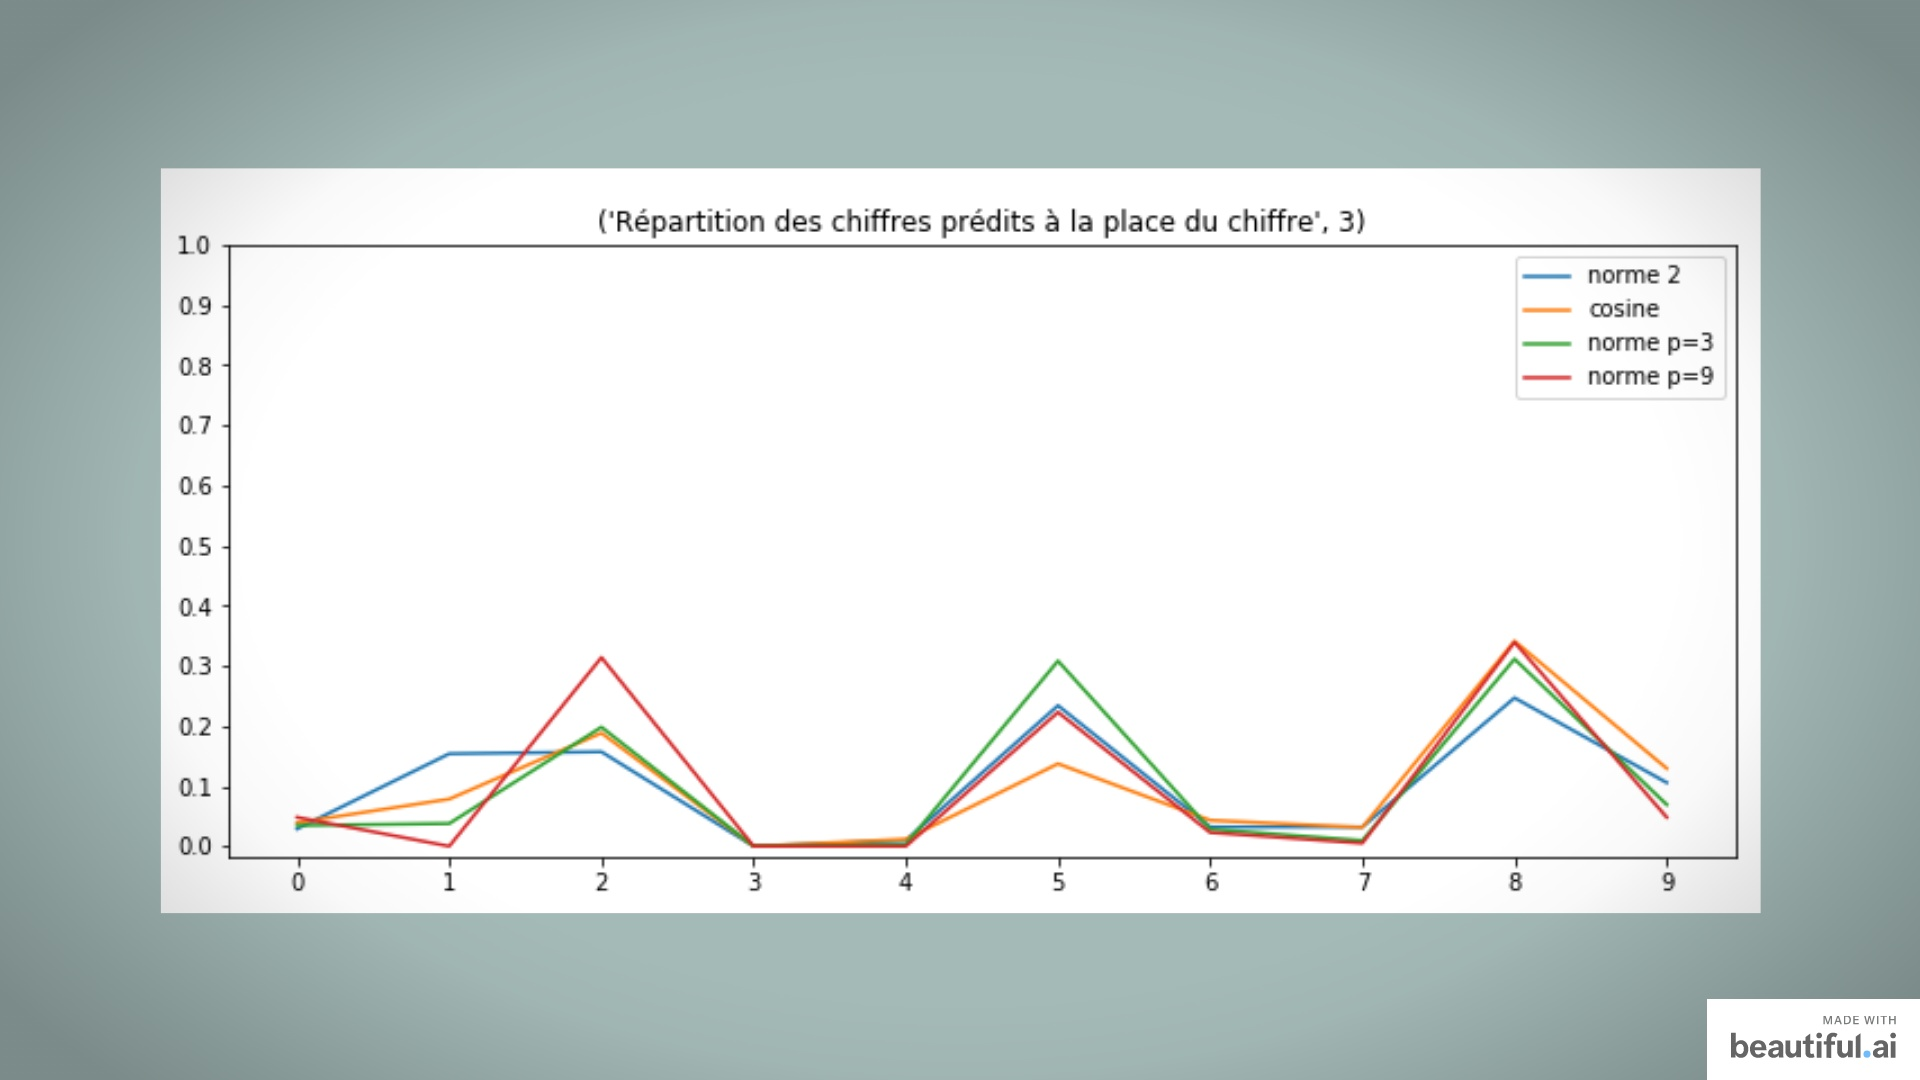 ('Répartition des chiffres prédits à la place du chiffre', 3)
1.0
0.9
0.8
0.7
0.6
0.5
0.4
0.3
0.2
0.1
0.0
norme 2
cosine
norme p=3
norme p=9
0 1 2 3 4 5 6 7 8 9
MADE WITH
beautiful.ai